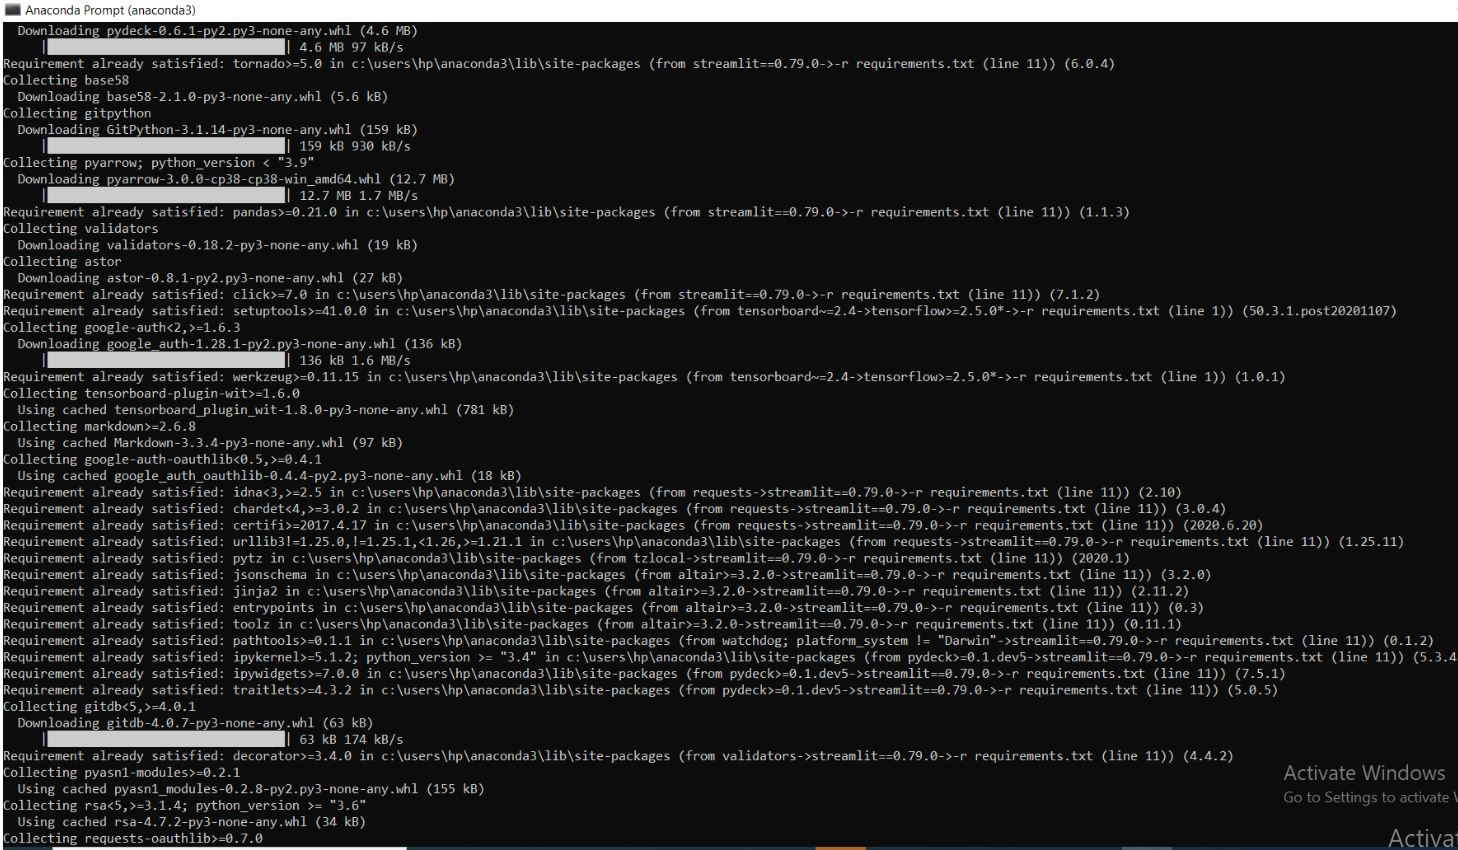 Anaconda Prompt (anaconda3)
Downloading pydeck-0.6.1-py2.py3-none-any.whl (4.6 MB)
| | 4.6 MB 97 kB/s
Requirement already satisfied: tornado>=5.0 in c:\users\hp\anaconda3\lib\site-packages (from streamlit==0.79.0->-r requirements.txt (line 11)) (6.0.4)
Collecting base58
Downloading base58-2.1.0-py3-none-any.whl (5.6 kB)
Collecting gitpython
Downloading GitPython-3.1.14-py3-none-any.whl (159 kB)
| | 159 kB 930 kB/s
Collecting pyarrow; python_version < "3.9"
Downloading pyarrow-3.0.0-cp38-cp38-win_amd64.whl (12.7 MB)
| | 12.7 MB 1.7 MB/s
Requirement already satisfied: pandas>=0.21.0 in c:\users\hp\anaconda3\lib\site-packages (from streamlit==0.79.0->-r requirements.txt (line 11)) (1.1.3)
Collecting validators
Downloading validators-0.18.2-py3-none-any.whl (19 kB)
Collecting astor
Downloading astor-0.8.1-py2.py3-none-any.whl (27 kB)
Requirement already satisfied: click>=7.0 in c:\users\hp\anaconda3\lib\site-packages (from streamlit==0.79.0->-r requirements.txt (line 11)) (7.1.2)
Requirement already satisfied: setuptools>=41.0.0 in c:\users\hp\anaconda3\lib\site-packages (from tensorboard~=2.4->tensorflow>=2.5.0*->-r requirements.txt (line 1)) (50.3.1.post20201107)
Collecting google-auth<2,>=1.6.3
Downloading google_auth-1.28.1-py2.py3-none-any.whl (136 kB)
| | 136 kB 1.6 MB/s
Requirement already satisfied: werkzeug>=0.11.15 in c:\users\hp\anaconda3\lib\site-packages (from tensorboard~=2.4->tensorflow>=2.5.0*->-r requirements.txt (line 1)) (1.0.1)
Collecting tensorboard-plugin-wit>=1.6.0
Using cached tensorboard_plugin_wit-1.8.0-py3-none-any.whl (781 kB)
Collecting markdown>=2.6.8
Using cached Markdown-3.3.4-py3-none-any.whl (97 kB)
Collecting google-auth-oauthlib<0.5,>=0.4.1
Using cached google_auth_oauthlib-0.4.4-py2.py3-none-any.whl (18 kB)
Requirement already satisfied: idna<3,>=2.5 in c:\users\hp\anaconda3\lib\site-packages (from requests->streamlit==0.79.0->-r requirements.txt (line 11)) (2.10)
Requirement already satisfied: chardet<4,>=3.0.2 in c:\users\hp\anaconda3\lib\site-packages (from requests->streamlit==0.79.0->-r requirements.txt (line 11)) (3.0.4)
Requirement already satisfied: certifi>=2017.4.17 in c:\users\hp\anaconda3\lib\site-packages (from requests->streamlit==0.79.0->-r requirements.txt (line 11)) (2020.6.20)
Requirement already satisfied: urllib3!=1.25.0,!=1.25.1,<1.26,>=1.21.1 in c:\users\hp\anaconda3\lib\site-packages (from requests->streamlit==0.79.0->-r requirements.txt (line 11)) (1.25.11)
Requirement already satisfied: pytz in c:\users\hp\anaconda3\lib\site-packages (from tzlocal->streamlit==0.79.0->-r requirements.txt (line 11)) (2020.1)
Requirement already satisfied: jsonschema in c:\users\hp\anaconda3\lib\site-packages (from altair>=3.2.0->streamlit==0.79.0->-r requirements.txt (line 11)) (3.2.0)
Requirement already satisfied: jinja2 in c:\users\hp\anaconda3\lib\site-packages (from altair>=3.2.0->streamlit==0.79.0->-r requirements.txt (line 11)) (2.11.2)
Requirement already satisfied: entrypoints in c:\users\hp\anaconda3\lib\site-packages (from altair>=3.2.0->streamlit==0.79.0->-r requirements.txt (line 11)) (0.3)
Requirement already satisfied: toolz in c:\users\hp\anaconda3\lib\site-packages (from altair>=3.2.0->streamlit==0.79.0->-r requirements.txt (line 11)) (0.11.1)
Requirement already satisfied: pathtools>=0.1.1 in c:\users\hp\anaconda3\lib\site-packages (from watchdog; platform_system != "Darwin"->streamlit==0.79.0->-r requirements.txt (line 11)) (0.1.2)
Requirement already satisfied: ipykernel>=5.1.2; python_version >= "3.4" in c:\users\hp\anaconda3\lib\site-packages (from pydeck>=0.1.dev5->streamlit==0.79.0->-r requirements.txt (line 11)) (5.3.4
Requirement already satisfied: ipywidgets>=7.0.0 in c:\users\hp\anaconda3\lib\site-packages (from pydeck>=0.1.dev5->streamlit==0.79.0->-r requirements.txt (line 11)) (7.5.1)
Requirement already satisfied: traitlets>=4.3.2 in c:\users\hp\anaconda3\lib\site-packages (from pydeck>=0.1.dev5->streamlit==0.79.0->-r requirements.txt (line 11)) (5.0.5)
Collecting gitdb<5,>=4.0.1
Downloading gitdb-4.0.7-py3-none-any.whl (63 kB)
| | 63 kB 174 kB/s
Requirement already satisfied: decorator>=3.4.0 in c:\users\hp\anaconda3\lib\site-packages (from validators->streamlit==0.79.0->-r requirements.txt (line 11)) (4.4.2)
Collecting pyasn1-modules>=0.2.1
Using cached pyasn1_modules-0.2.8-py2.py3-none-any.whl (155 kB)
Collecting rsa<5,>=3.1.4; python_version >= "3.6"
Using cached rsa-4.7.2-py3-none-any.whl (34 kB)
Collecting requests-oauthlib>=0.7.0
Activate Windows
Go to Settings to activate
Activa